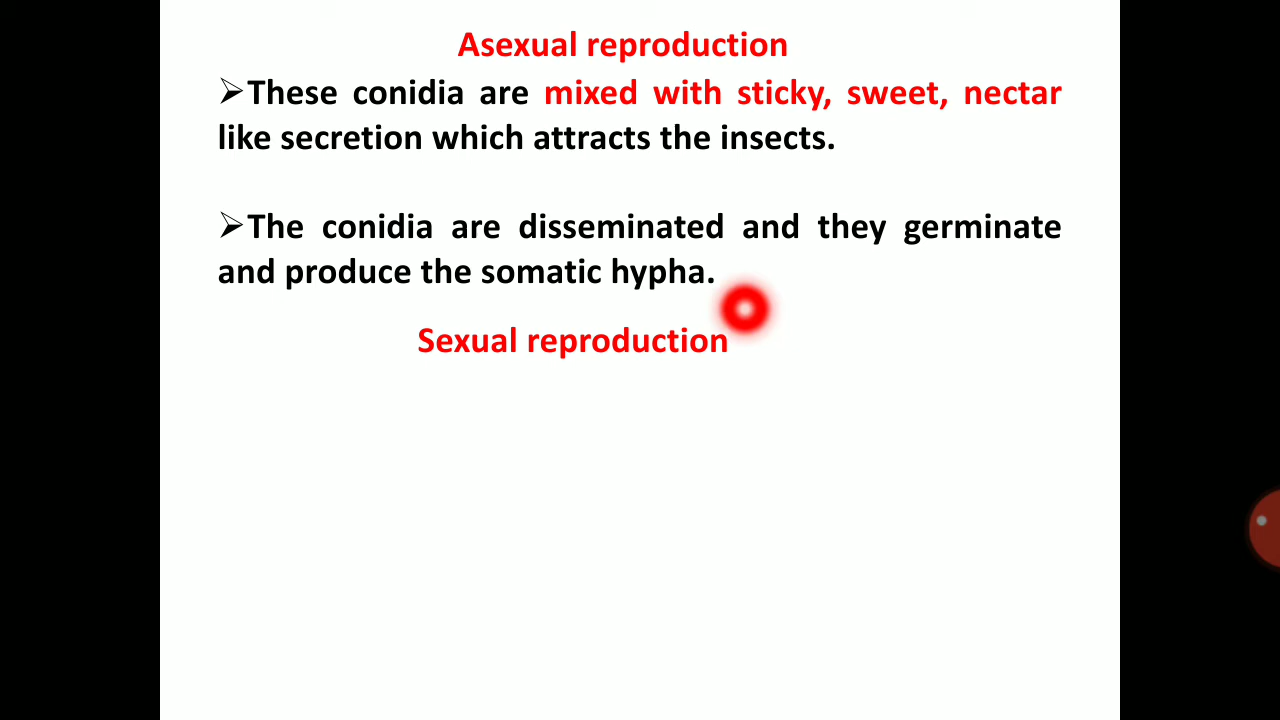 Asexual reproduction
➢These conidia are mixed with sticky, sweet, nectar
like secretion which attracts the insects.
➢The conidia are disseminated and they germinate
and produce the somatic hypha.
Sexual reproduction